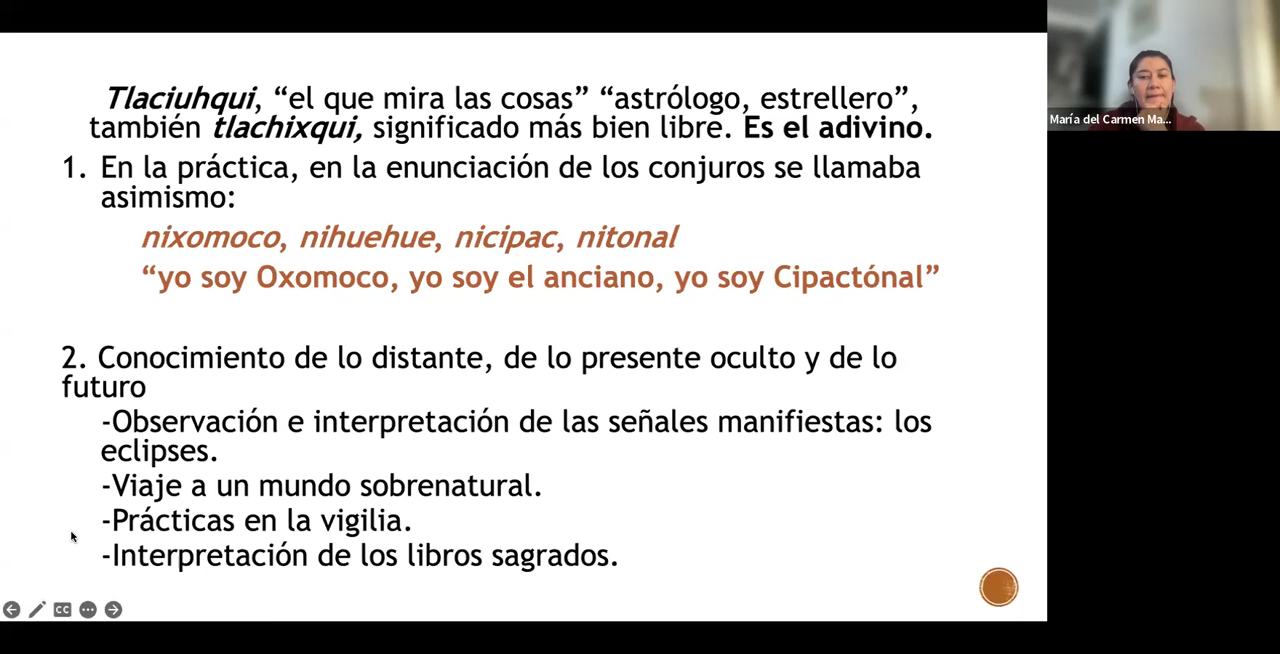 Tlaciuhqui, “el que mira las cosas” “astrólogo, estrellero”,
también tlachixqui, significado más bien libre. Es el adivino.
1. En la práctica, en la enunciación de los conjuros se llamaba
asimismo:
nixomoco, nihuehue, nicipac, nitonal
“yo soy Oxomoco, yo soy el anciano, yo soy Cipactónal”
2. Conocimiento de lo distante, de lo presente oculto y de lo
futuro
-Observación e interpretación de las señales manifiestas: los
eclipses.
-Viaje a un mundo sobrenatural.
-Prácticas en la vigilia.
-Interpretación de los libros sagrados.
María del Carmen Ma...
CC